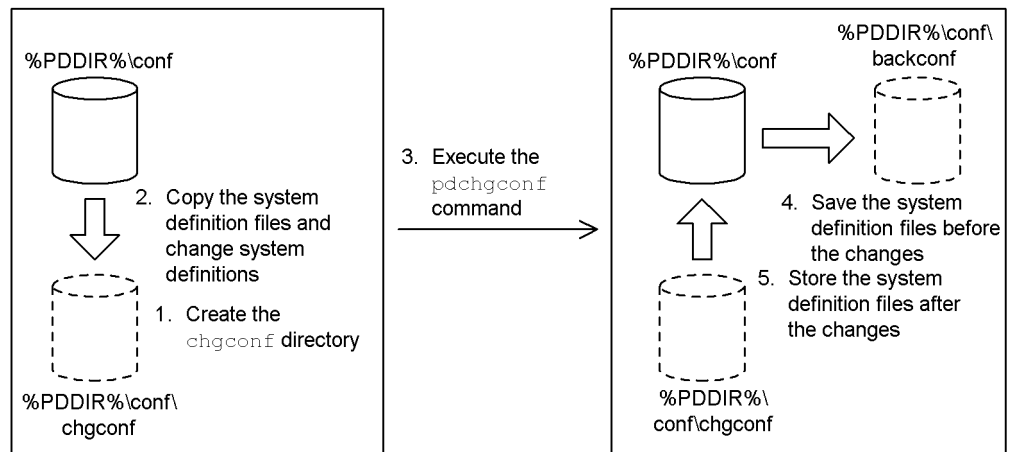 %PDDIR%\conf
2. Copy the system
definition files and
change system
definitions
1. Create the
chgconf directory
%PDDIR%\conf\
chgconf
3. Execute the
pdchgconf
command
%PDDIR%\conf
%PDDIR%\conf\
backconf
4. Save the system
definition files before
the changes
5. Store the system
definition files after
the changes
%PDDIR%\
conf\chgconf